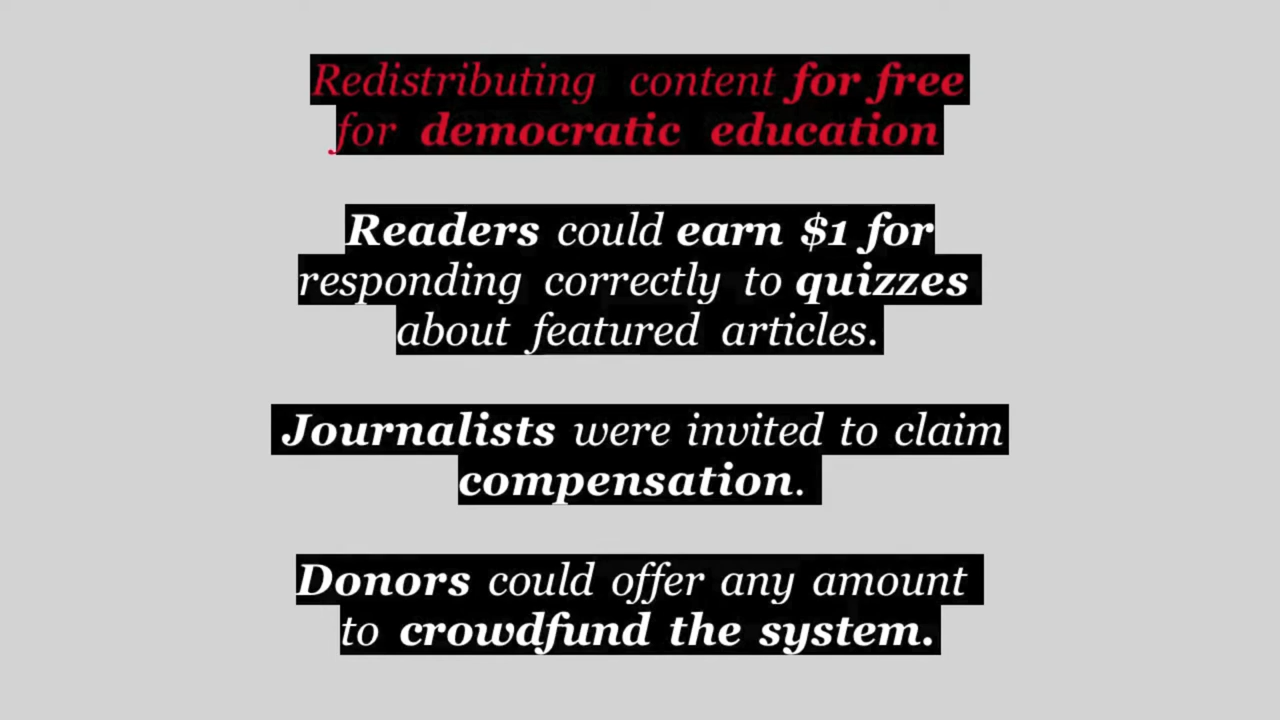 Redistributing content for free
for democratic education
Readers could earn $1 for
responding correctly to quizzes
about featured articles.
Journalists were invited to claim
compensation.
Donors could offer any amount
to crowdfund the system.